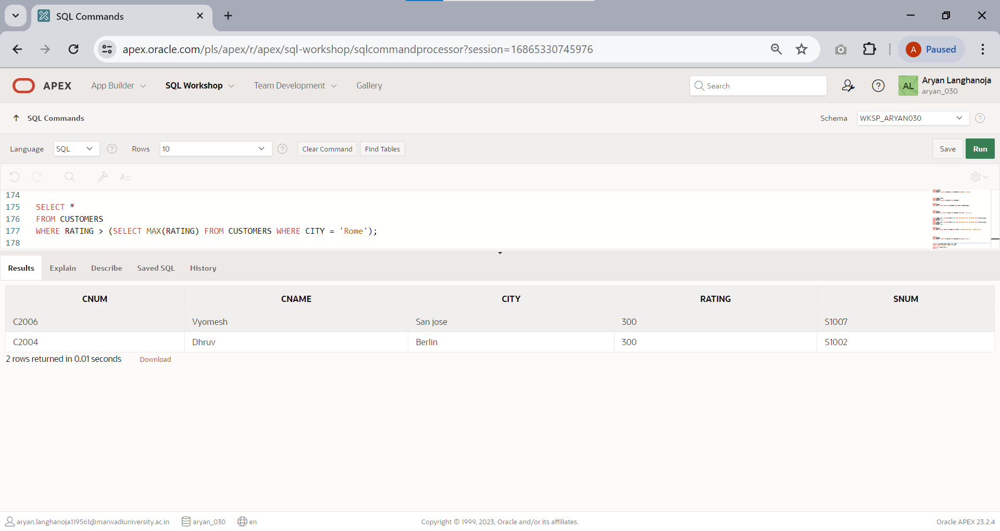 SQL Commands
apex.oracle.com/pls/apex/r/apex/sql-workshop/sqlcommandprocessor?session=16865330745976
A Paused
APEX App Builder SQL Workshop Team Development Gallery Search AL Aryan Langhanoja
aryan_030
SQL Commands Schema WKSP_ARYAN030
Language SQL Rows 10 Clear Command Find Tables Save Run
174
175 SELECT *
176 FROM CUSTOMERS
177 WHERE RATING > (SELECT MAX(RATING) FROM CUSTOMERS WHERE CITY = 'Rome');
178
Results Explain Describe Saved SQL History
CNUM CNAME CITY RATING SNUM
C2006 Vyomesh San jose 300 S1007
C2004 Dhruv Berlin 300 S1002
2 rows returned in 0.01 seconds Download
aryan.langhanoja119561@marwadiuniversity.ac.in aryan_030 en Copyright © 1999, 2023, Oracle and/or its affiliates. Oracle APEX 23.2.4